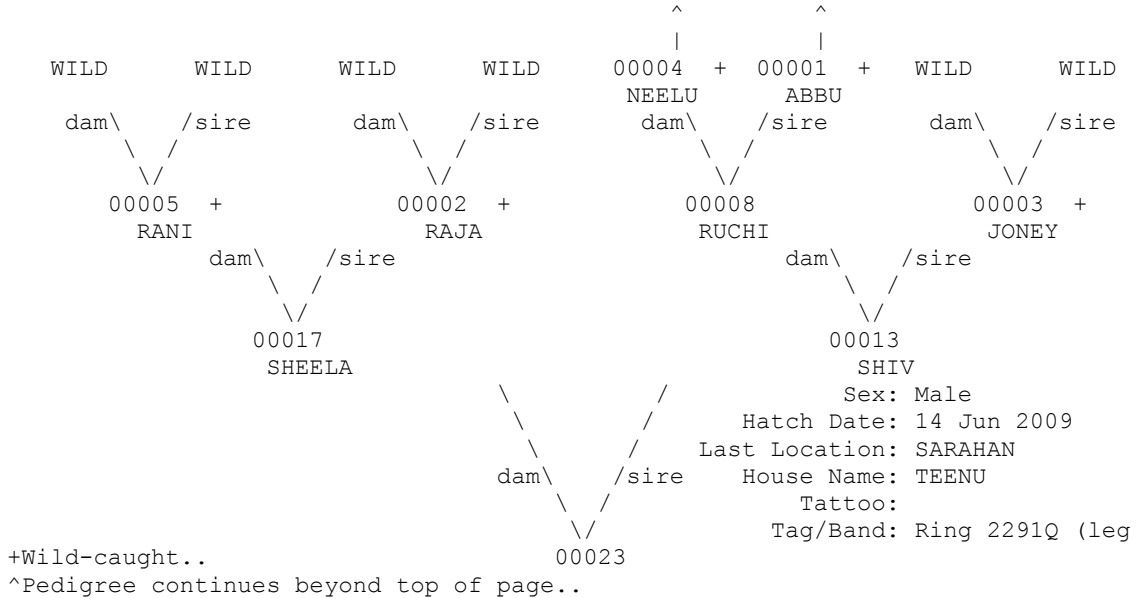 ^ ^
| |
WILD WILD WILD WILD 00004 + 00001 + WILD WILD
NEELU ABBU
dam\ /sire dam\ /sire dam\ /sire dam\ /sire
\ / \ / \ / \ /
\/ \/ \/ \/
00005 + 00002 + 00008 00003 +
RANI RAJA RUCHI JONEY
dam\ /sire dam\ /sire
\ / \ /
\/ \/
00017 00013
SHEELA SHIV
\ / Sex: Male
\ / Hatch Date: 14 Jun 2009
\ / Last Location: SARAHAN
dam\ /sire House Name: TEENU
\ / Tattoo:
\/ Tag/Band: Ring 2291Q (leg
+Wild-caught.. 00023
^Pedigree continues beyond top of page..